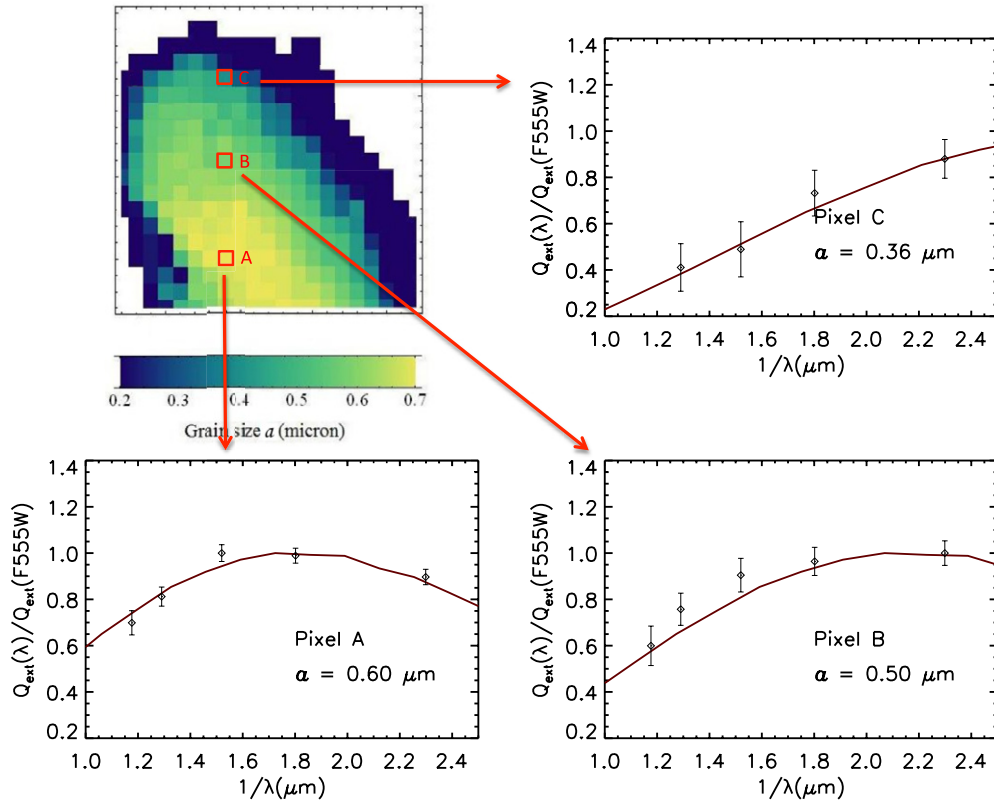 C
B
A
0.2 0.3 0.4 0.5 0.6 0.7
Grain size a (micron)
1.4
1.2
1.0
0.8
0.6
0.4
0.2
Qext(λ)/Qext(F555W)
Pixel C
a = 0.36 μm
1.0 1.2 1.4 1.6 1.8 2.0 2.2 2.4
1/λ(μm)
1.4
1.2
1.0
0.8
0.6
0.4
0.2
Qext(λ)/Qext(F555W)
Pixel A
a = 0.60 μm
1.0 1.2 1.4 1.6 1.8 2.0 2.2 2.4
1/λ(μm)
1.4
1.2
1.0
0.8
0.6
0.4
0.2
Qext(λ)/Qext(F555W)
Pixel B
a = 0.50 μm
1.0 1.2 1.4 1.6 1.8 2.0 2.2 2.4
1/λ(μm)